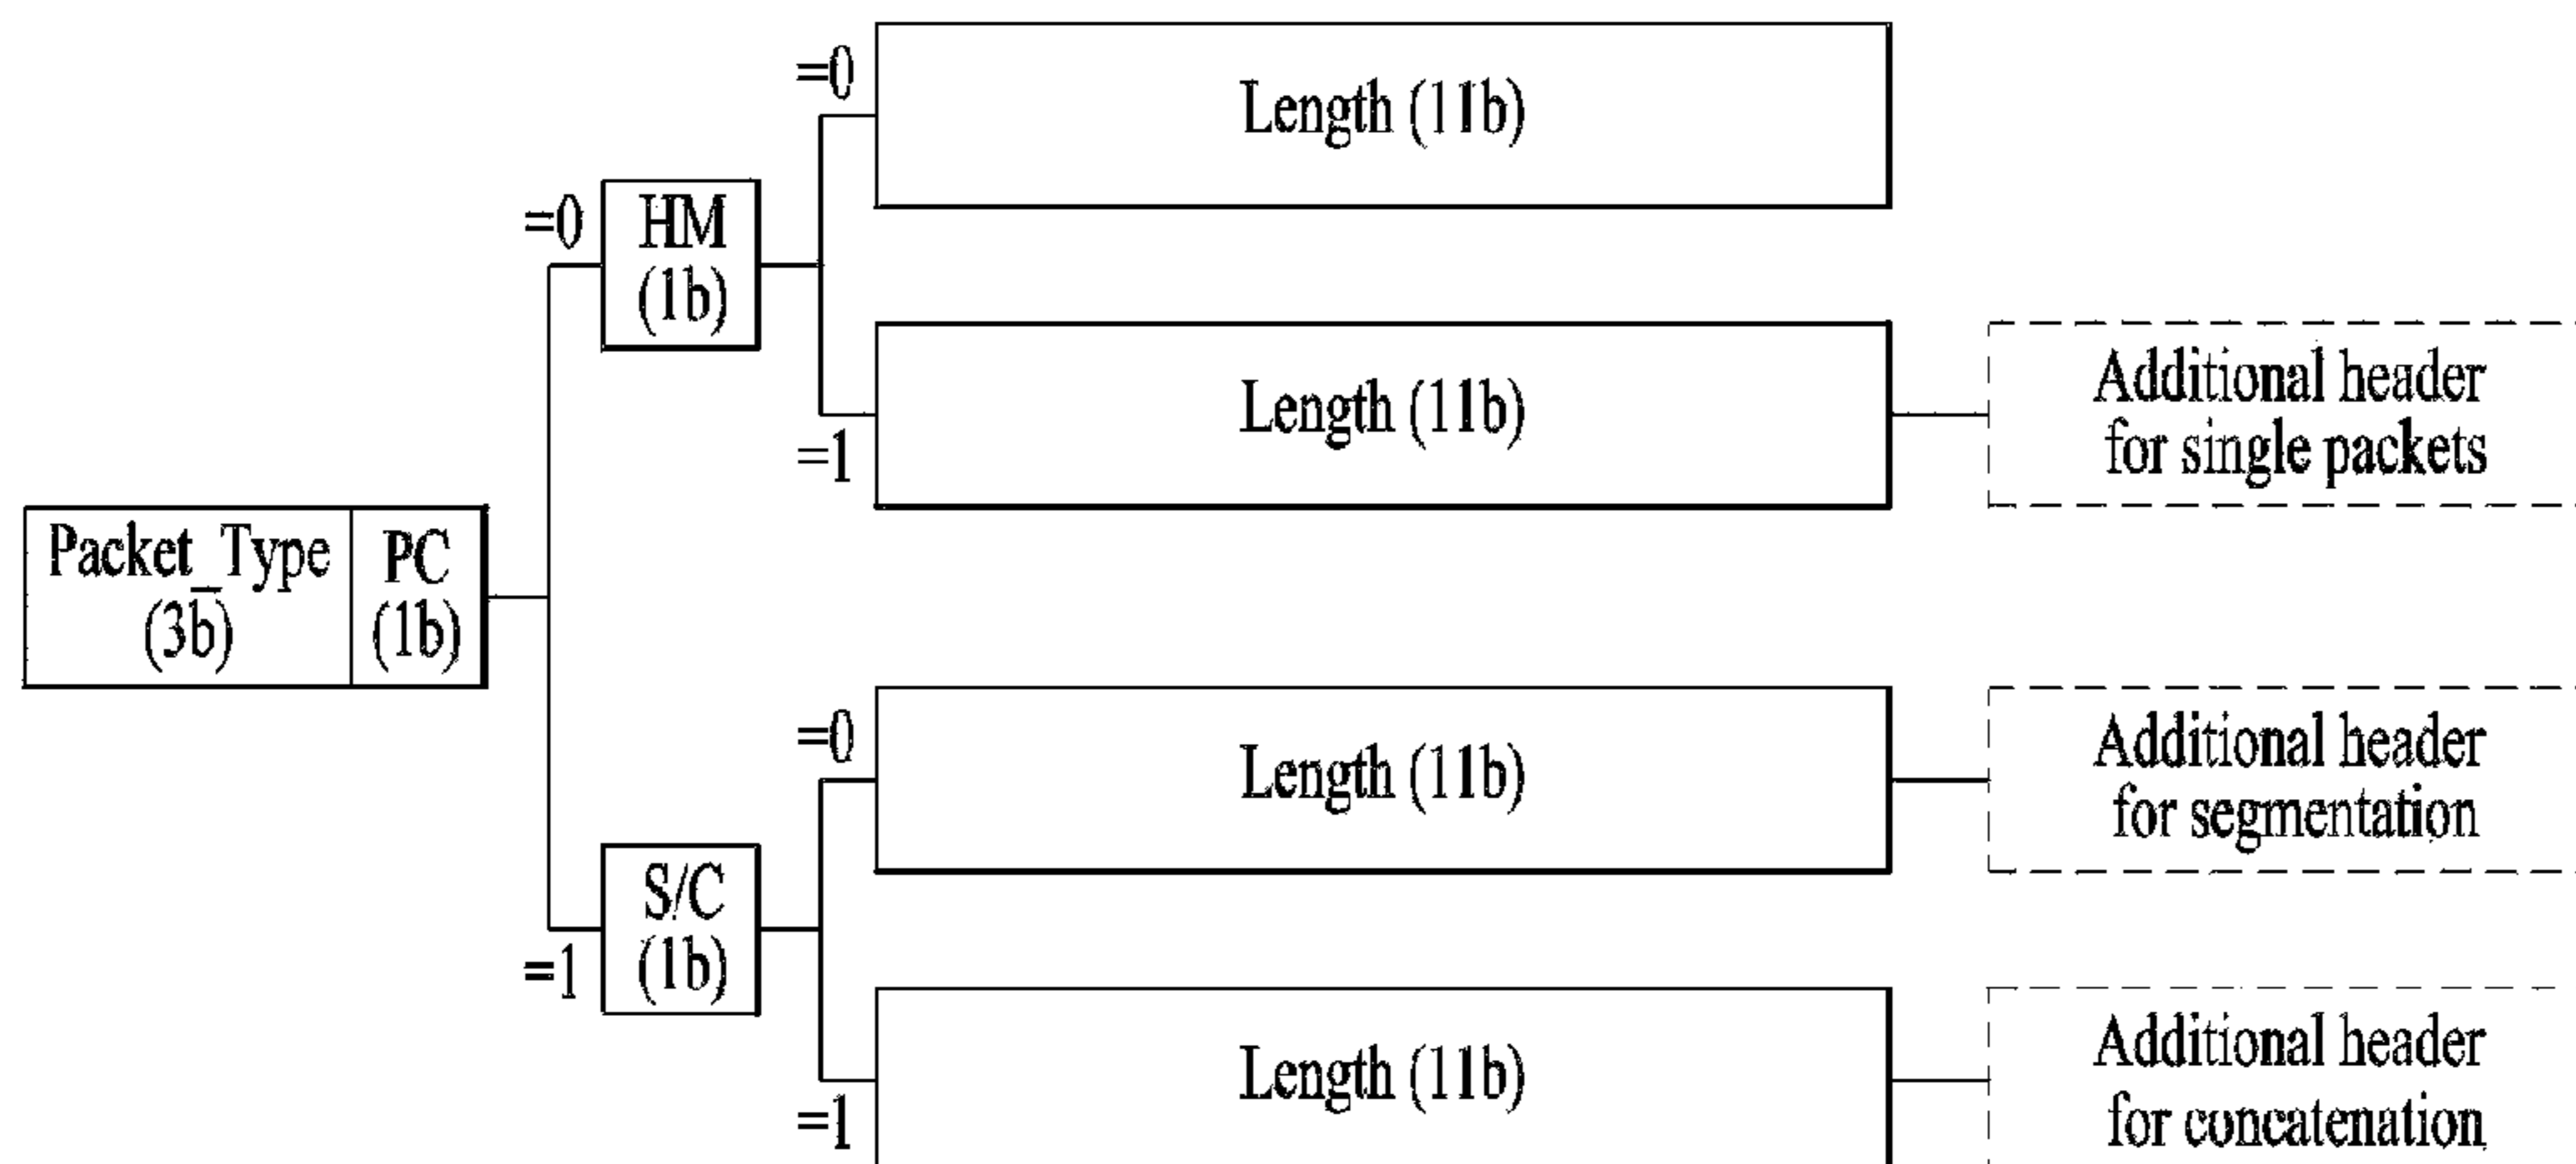 =0
Length (11b)
=0
HM
(1b)
Length (11b)
=1
Additional header
for single packets
Packet_Type
(3b)
PC
(1b)
=0
Length (11b)
Additional header
for segmentation
=1
S/C
(1b)
Length (11b)
=1
Additional header
for concatenation